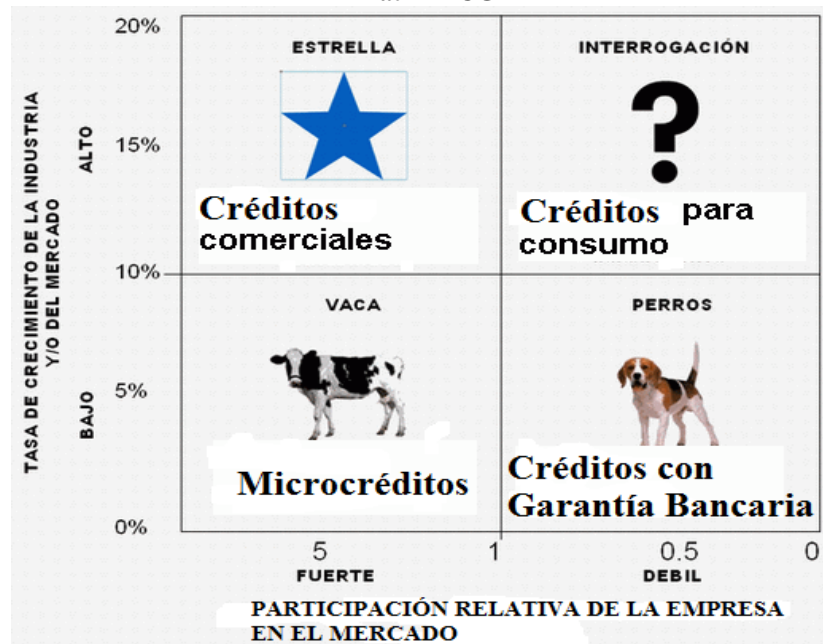 20%
ESTRELLA
INTERROGACIÓN
?
15%
Créditos
comerciales
Créditos para
consumo
10%
TASA DE CRECIMIENTO DE LA INDUSTRIA
Y/O DEL MERCADO
ALTO
BAJO
VACA
PERROS
5%
Microcréditos
Créditos con
Garantía Bancaria
0%
5 1 0.5 0
FUERTE
DEBIL
PARTICIPACIÓN RELATIVA DE LA EMPRESA
EN EL MERCADO